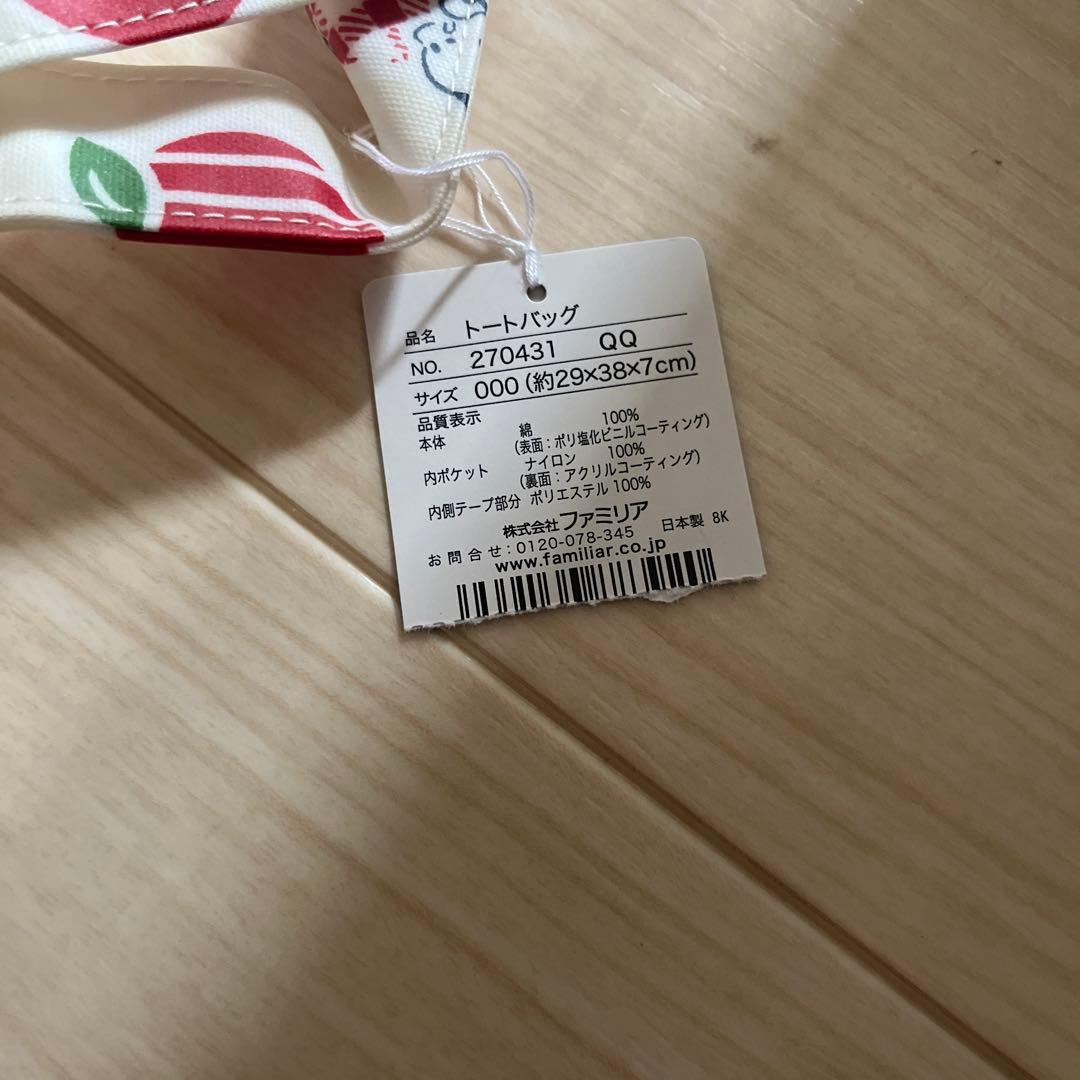 品名 トートバッグ
NO. 270431 QQ
サイズ 000(約29×38×7cm)
品質表示
本体 綿 100%
(表面:ポリ塩化ビニルコーティング)
内ポケット ナイロン 100%
(裏面:アクリルコーティング)
内側テープ部分 ポリエステル 100%
株式会社ファミリア 日本製 8K
お問合せ:0120-078-345
www.familiar.co.jp